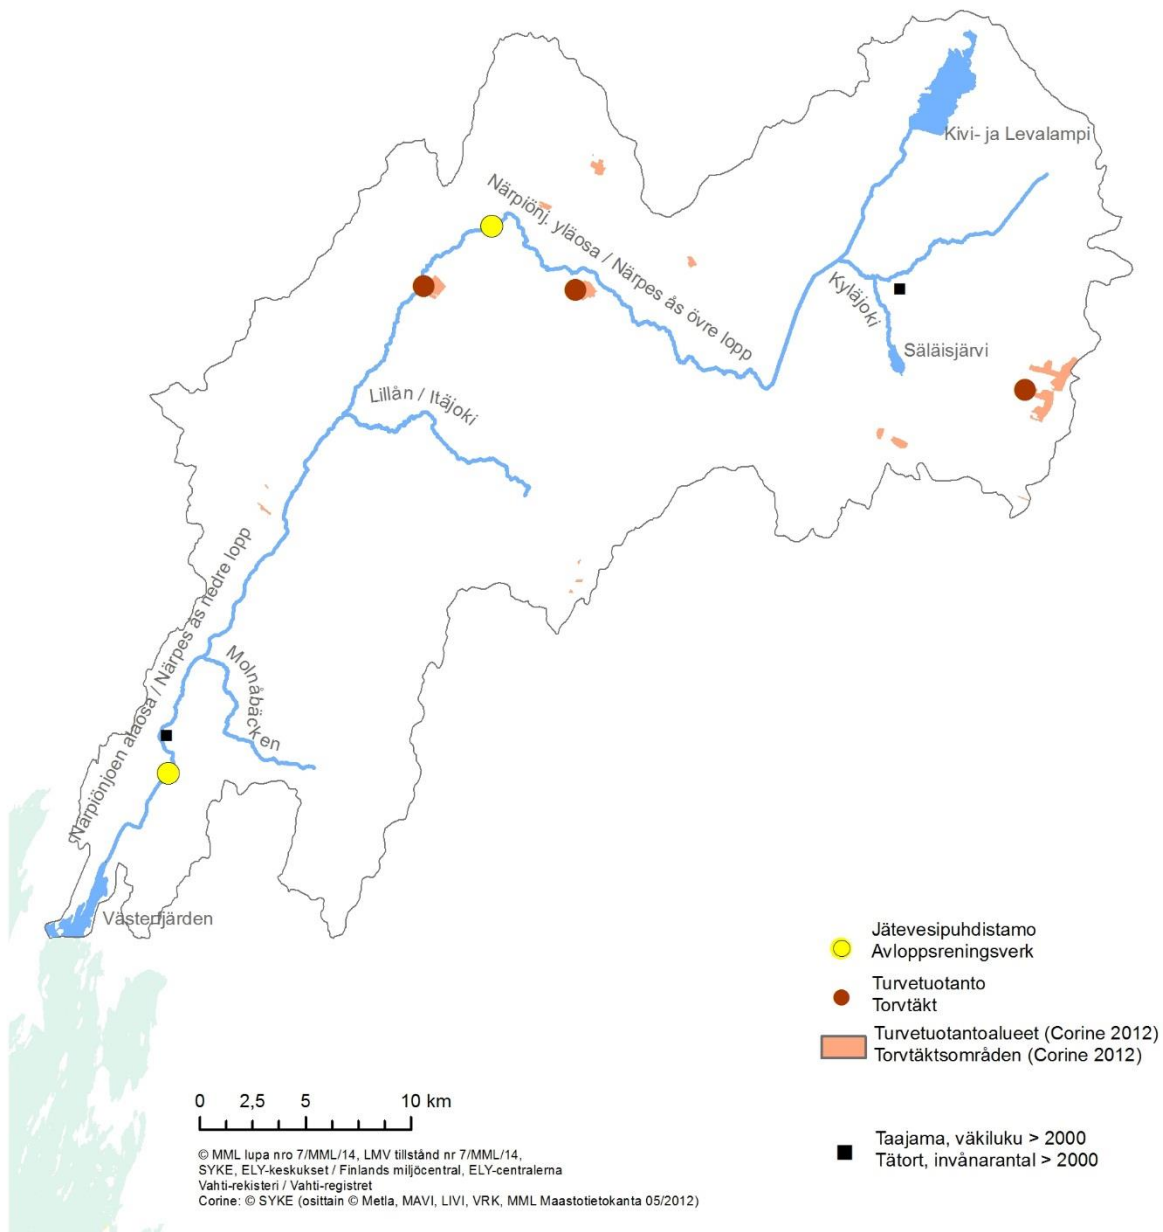 Kivi- ja Levalampi
Närpiönj. yläosa / Närpes ås övre lopp
Kyläjoki
Säläisjärvi
Lillån / Itäjoki
Närpiönjoen alaosa / Närpes ås nedre lopp
Molnåbäcken
Västerfjärden
Jätevesipuhdistamo
Avloppsreningsverk
Turvetuotanto
Torvtäkt
Turvetuotantoalueet (Corine 2012)
Torvtäktsområden (Corine 2012)
0 2,5 5 10 km
Taajama, väkiluku > 2000
Tätort, invånarantal > 2000
© MML lupa nro 7/MML/14, LMV tillstånd nr 7/MML/14,
SYKE, ELY-keskukset / Finlands miljöcentral, ELY-centralerna
Vahti-rekisteri / Vahti-registret
Corine: © SYKE (osittain © Metla, MAVI, LIVI, VRK, MML Maastotietokanta 05/2012)